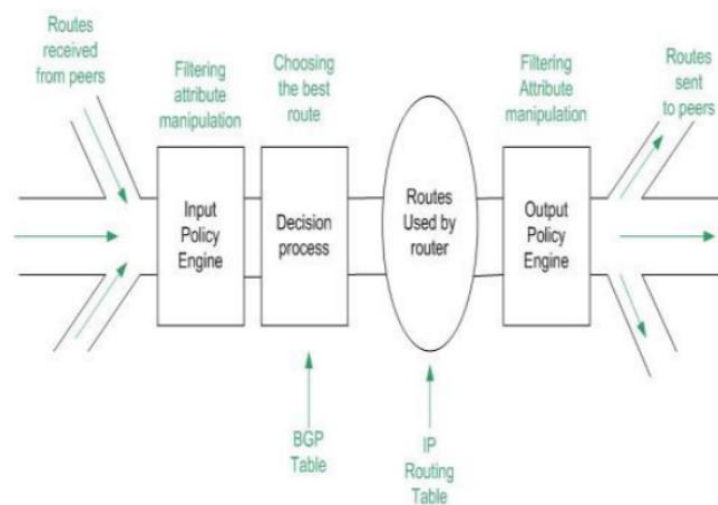 Routes
received
from peers
Filtering
attribute
manipulation
Choosing
the best
route
Filtering
Attribute
manipulation
Routes
sent
to peers
Input
Policy
Engine
Decision
process
Routes
Used by
router
Output
Policy
Engine
BGP
Table
IP
Routing
Table